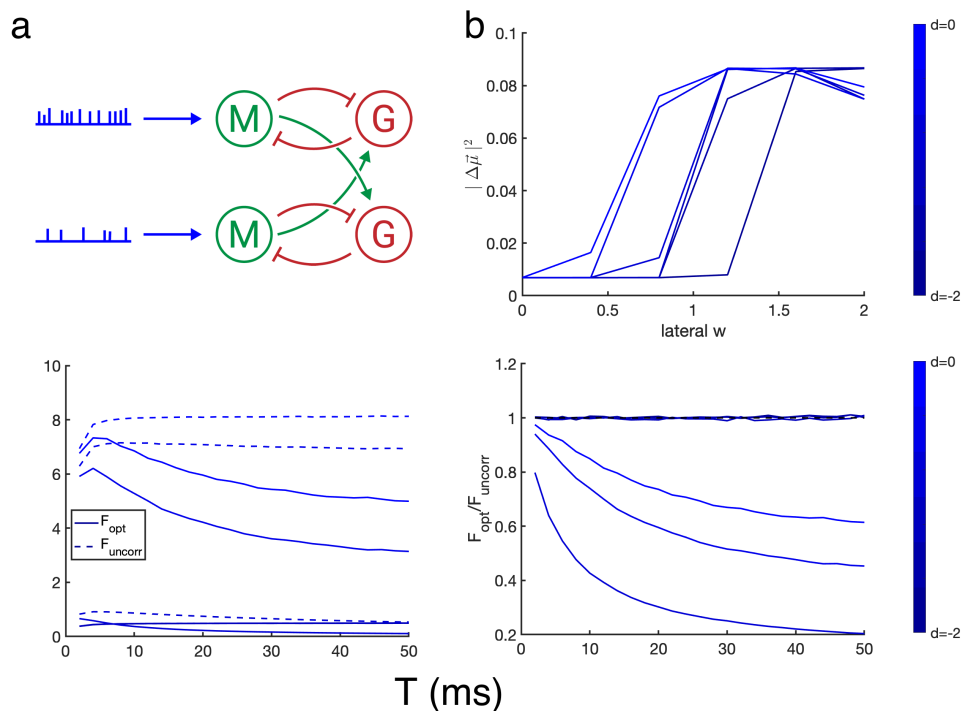 a
b
M
G
M
G
0.1
0.08
0.06
0.04
0.02
0
| Δμ⃗ |²
0
0.5
1
1.5
2
lateral w
d=0
d=-2
10
8
6
4
2
0
F_opt
F_uncorr
0
10
20
30
40
50
1.2
1
0.8
0.6
0.4
0.2
F_opt/F_uncorr
0
10
20
30
40
50
d=0
d=-2
T (ms)